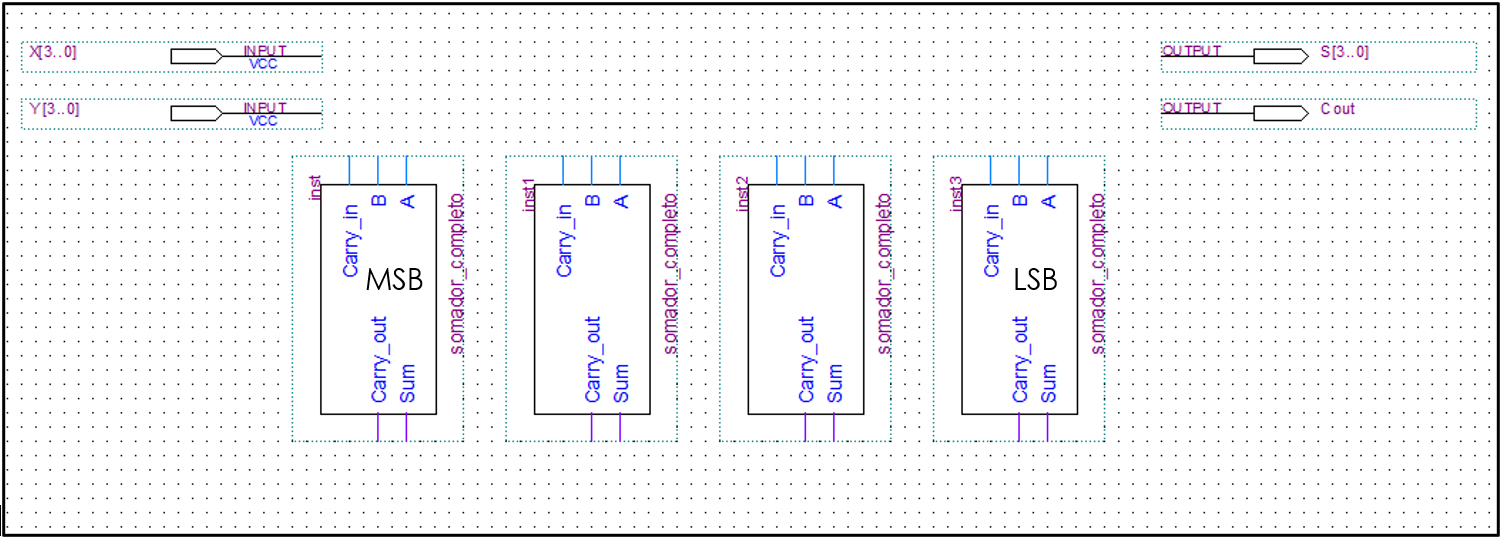 X[3..0]
INPUT
VCC
OUTPUT
S[3..0]
Y[3..0]
INPUT
VCC
OUTPUT
Cout
inst
Carry_in
B
A
MSB
Carry_out
Sum
somador_completo
inst1
Carry_in
B
A
Carry_out
Sum
somador_completo
inst2
Carry_in
B
A
Carry_out
Sum
somador_completo
inst3
Carry_in
B
A
LSB
Carry_out
Sum
somador_completo